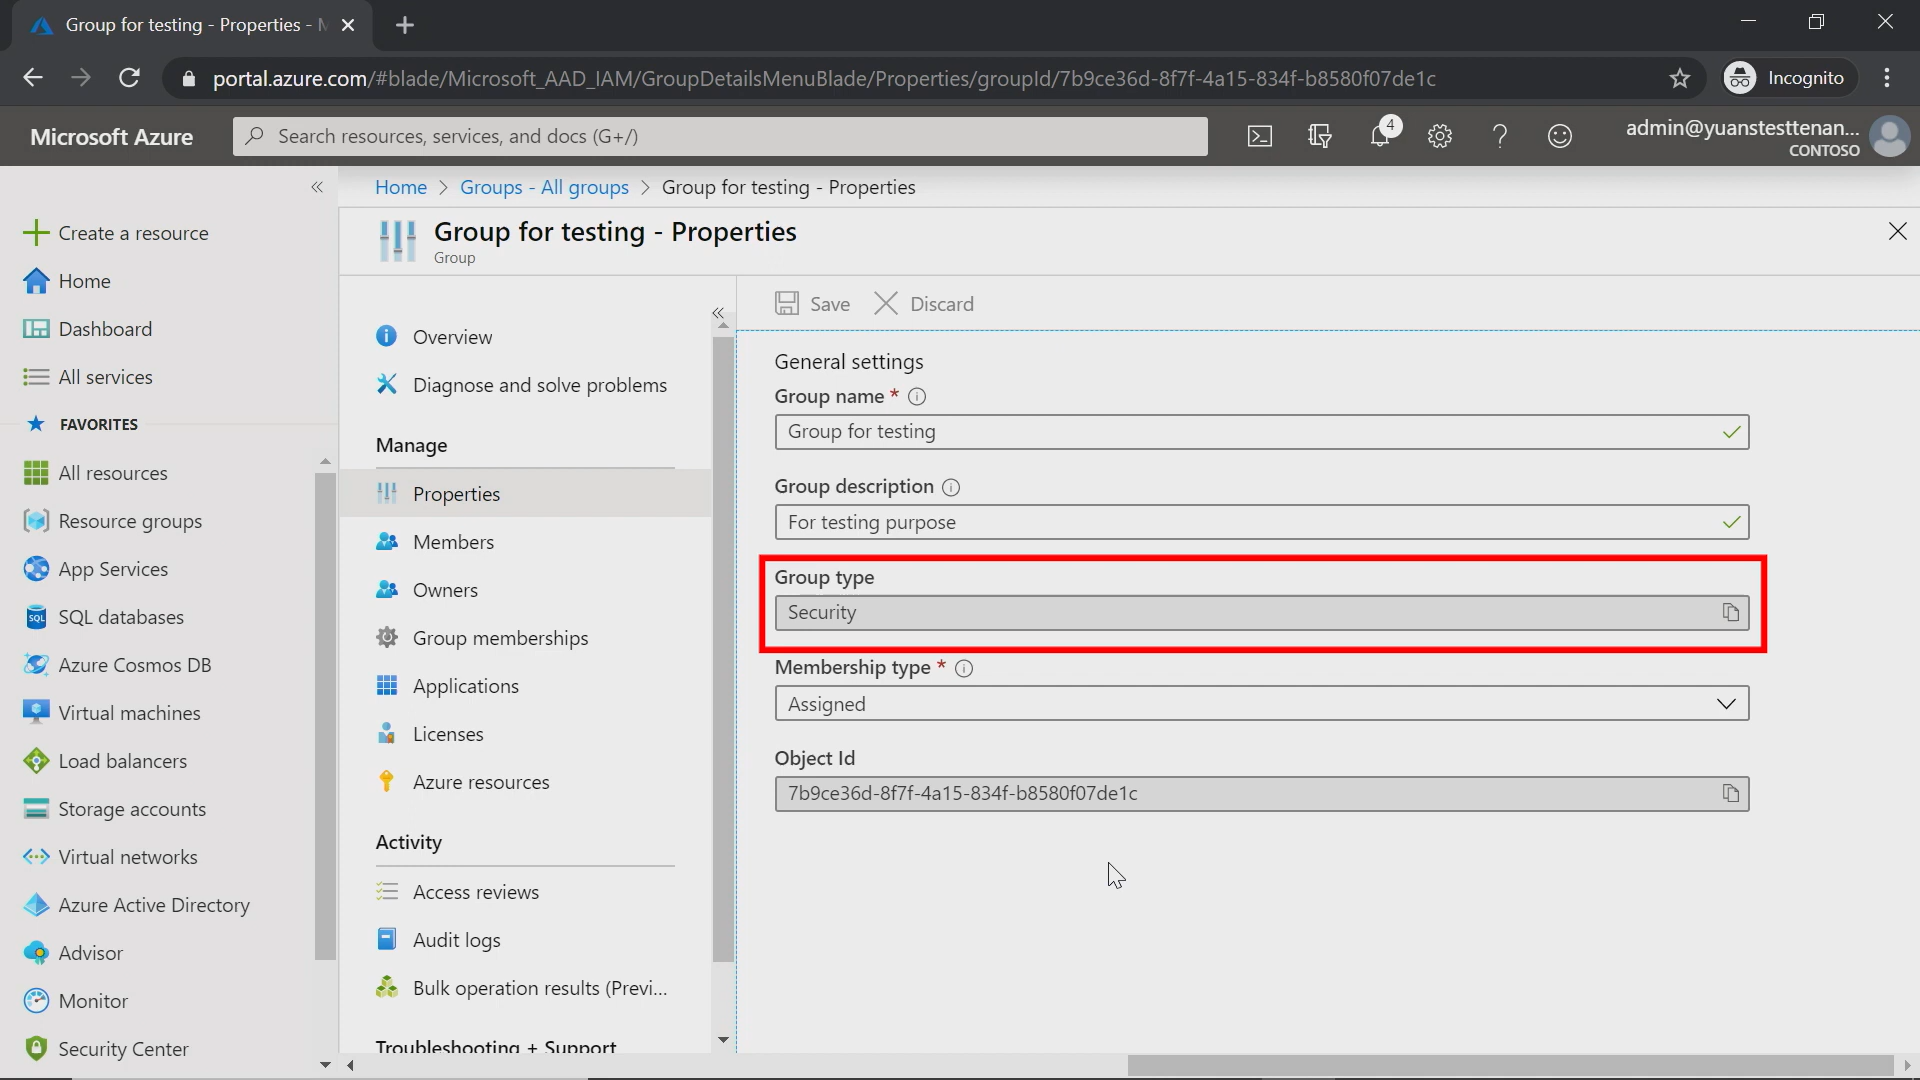 Group for testing - Properties -
portal.azure.com/#blade/Microsoft_AAD_IAM/GroupDetailsMenuBlade/Properties/groupId/7b9ce36d-8f7f-4a15-834f-b8580f07de1c
Incognito
Microsoft Azure
Search resources, services, and docs (G+/)
4
admin@yuanstesttenan...
CONTOSO
Home > Groups - All groups > Group for testing - Properties
Group for testing - Properties
Group
Create a resource
Home
Dashboard
All services
FAVORITES
All resources
Resource groups
App Services
SQL
SQL databases
Azure Cosmos DB
Virtual machines
Load balancers
Storage accounts
Virtual networks
Azure Active Directory
Advisor
Monitor
Security Center
Overview
Diagnose and solve problems
Manage
Properties
Members
Owners
Group memberships
Applications
Licenses
Azure resources
Activity
Access reviews
Audit logs
Bulk operation results (Previ...
Troubleshooting + Support
Save
Discard
General settings
Group name *
Group for testing
Group description
For testing purpose
Group type
Security
Membership type *
Assigned
Object Id
7b9ce36d-8f7f-4a15-834f-b8580f07de1c